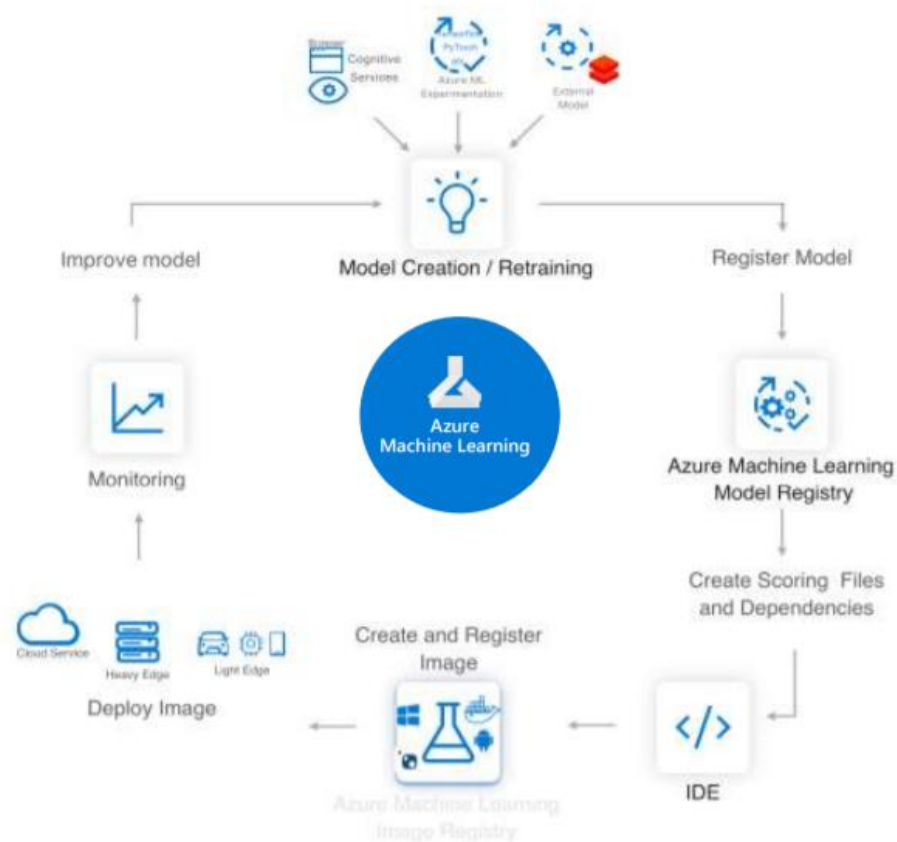 Cognitive
Services
PyTorch
Azure ML
Experimentation
External
Model
Model Creation / Retraining
Improve model
Register Model
Azure
Machine Learning
Monitoring
Azure Machine Learning
Model Registry
Create Scoring Files
and Dependencies
Cloud Service
Heavy Edge
Light Edge
Deploy Image
Create and Register
Image
</>
IDE
Azure Machine Learning
Image Registry